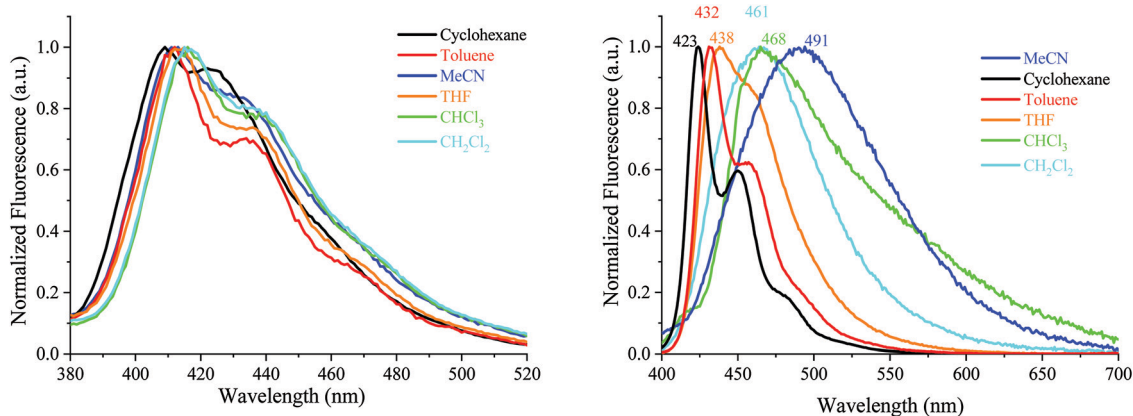 Normalized Fluorescence (a.u.)
1.0
0.8
0.6
0.4
0.2
0.0
380
400
420
440
460
480
500
520
Wavelength (nm)
Cyclohexane
Toluene
MeCN
THF
CHCl₃
CH₂Cl₂
Normalized Fluorescence (a.u.)
1.0
0.8
0.6
0.4
0.2
0.0
400
450
500
550
600
650
700
Wavelength (nm)
432
461
423
438
468
491
MeCN
Cyclohexane
Toluene
THF
CHCl₃
CH₂Cl₂